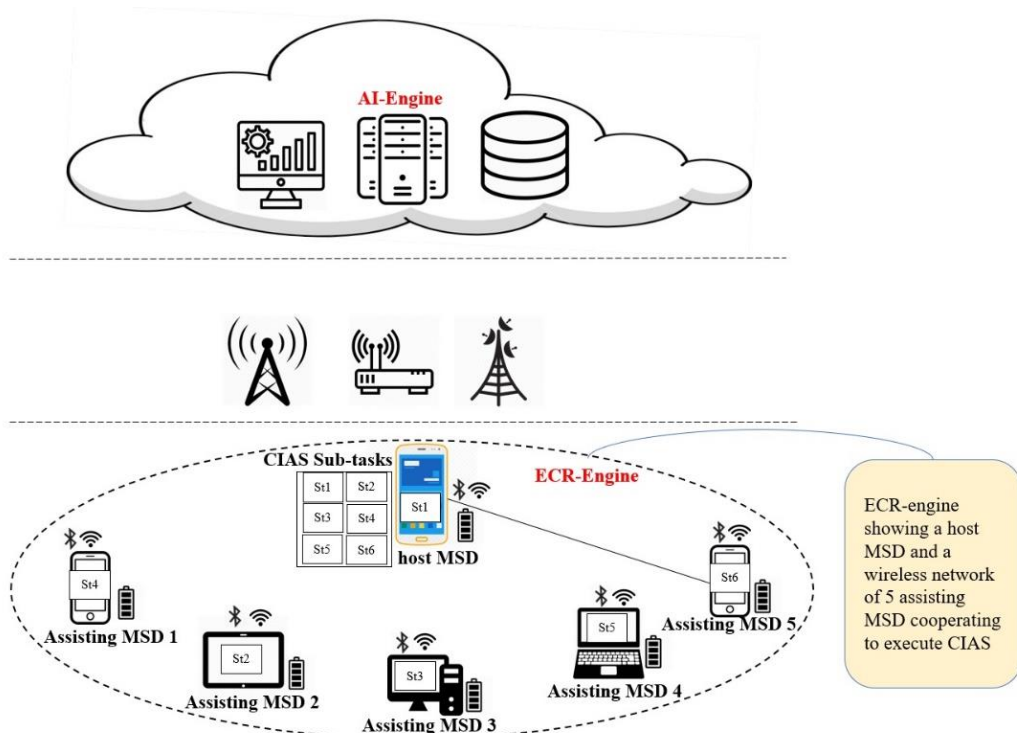 AI-Engine
CIAS Sub-tasks
ECR-Engine
St1 St2
St3 St4
St5 St6
St1
host MSD
St4
Assisting MSD 1
St2
Assisting MSD 2
St3
Assisting MSD 3
St5
Assisting MSD 4
St6
Assisting MSD 5
ECR-engine
showing a host
MSD and a
wireless network
of 5 assisting
MSD cooperating
to execute CIAS